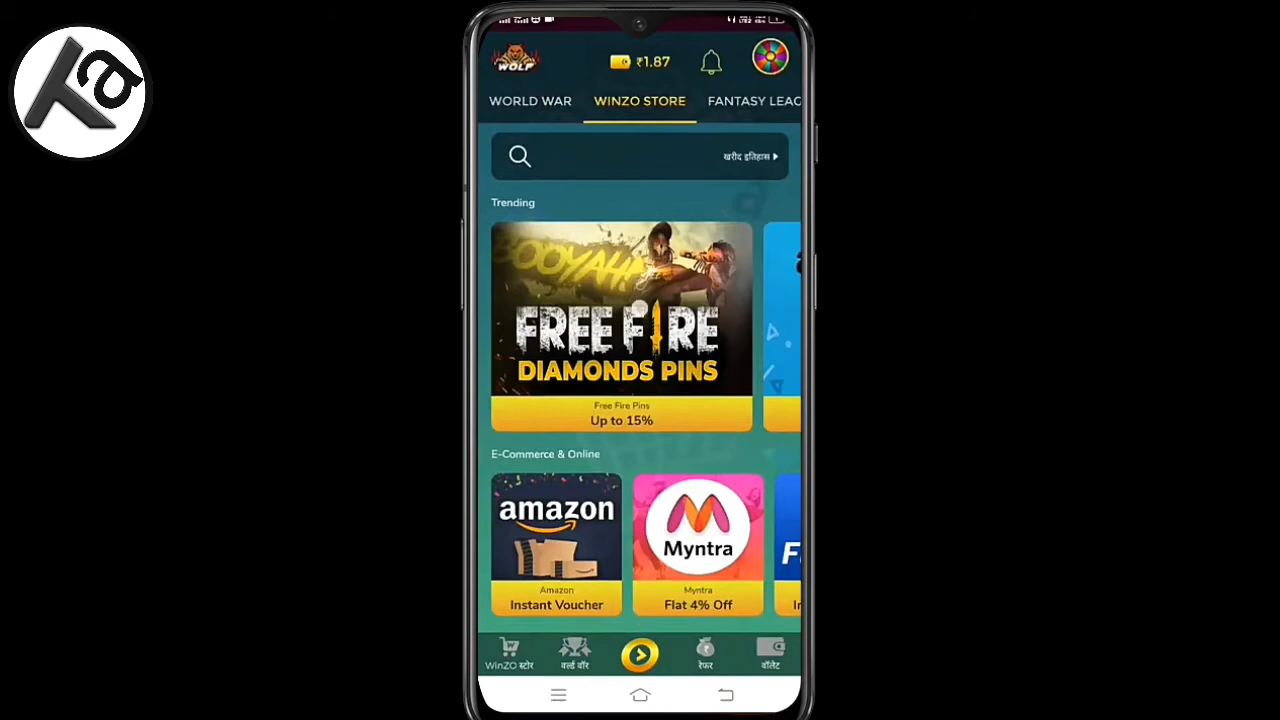 Ta
WOLF
₹1.87
WORLD WAR WINZO STORE FANTASY LEAG
खरीद इतिहास
Trending
BOOYAH!
FREE FIRE
DIAMONDS PINS
Free Fire Pins
Up to 15%
E-Commerce & Online
amazon
Myntra
F
Amazon
Instant Voucher
Myntra
Flat 4% Off
WinZO स्टोर
वर्ल्ड वॉर
रेफर
वॉलेट